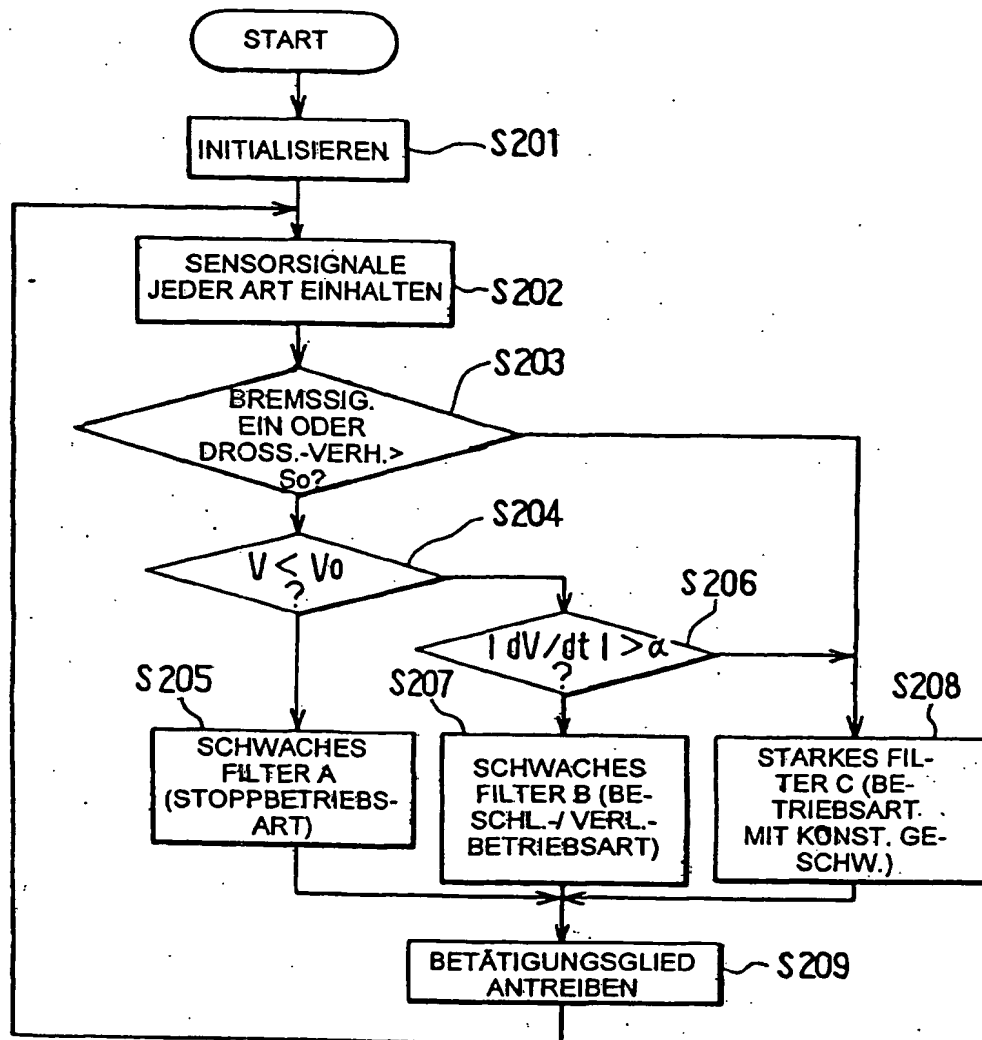 START
INITIALISIEREN
S201
SENSORSIGNALE
JEDER ART EINHALTEN
S202
S203
BREMSSIG.
EIN ODER
DROSS.-VERH.>
So?
S204
V < Vo
?
S206
| dV/dt | > α
?
S205
SCHWACHES
FILTER A
(STOPPBETRIEBS-
ART)
S207
SCHWACHES
FILTER B (BE-
SCHL.-/ VERL.-
BETRIEBSART)
S208
STARKES FIL-
TER C (BE-
TRIEBSART
MIT KONST. GE-
SCHW.)
BETÄTIGUNGSGLIED
ANTREIBEN
S209